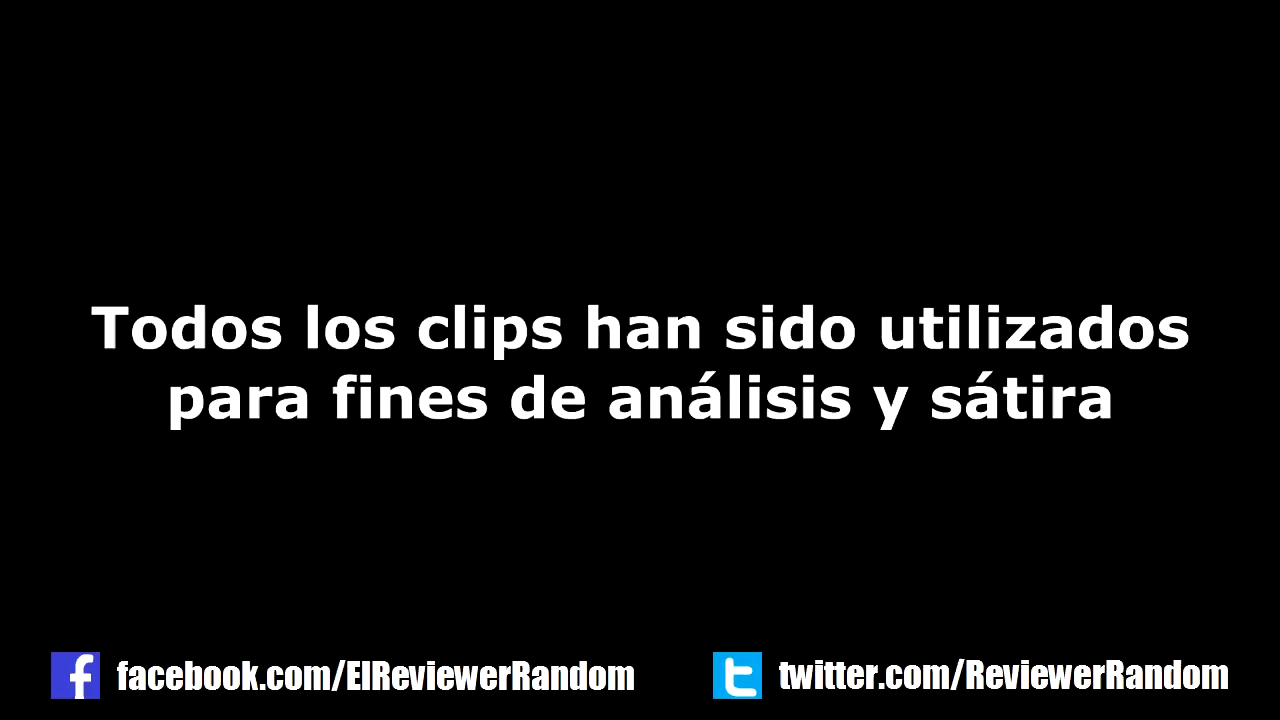 Todos los clips han sido utilizados
para fines de análisis y sátira
facebook.com/ElReviewerRandom
twitter.com/ReviewerRandom